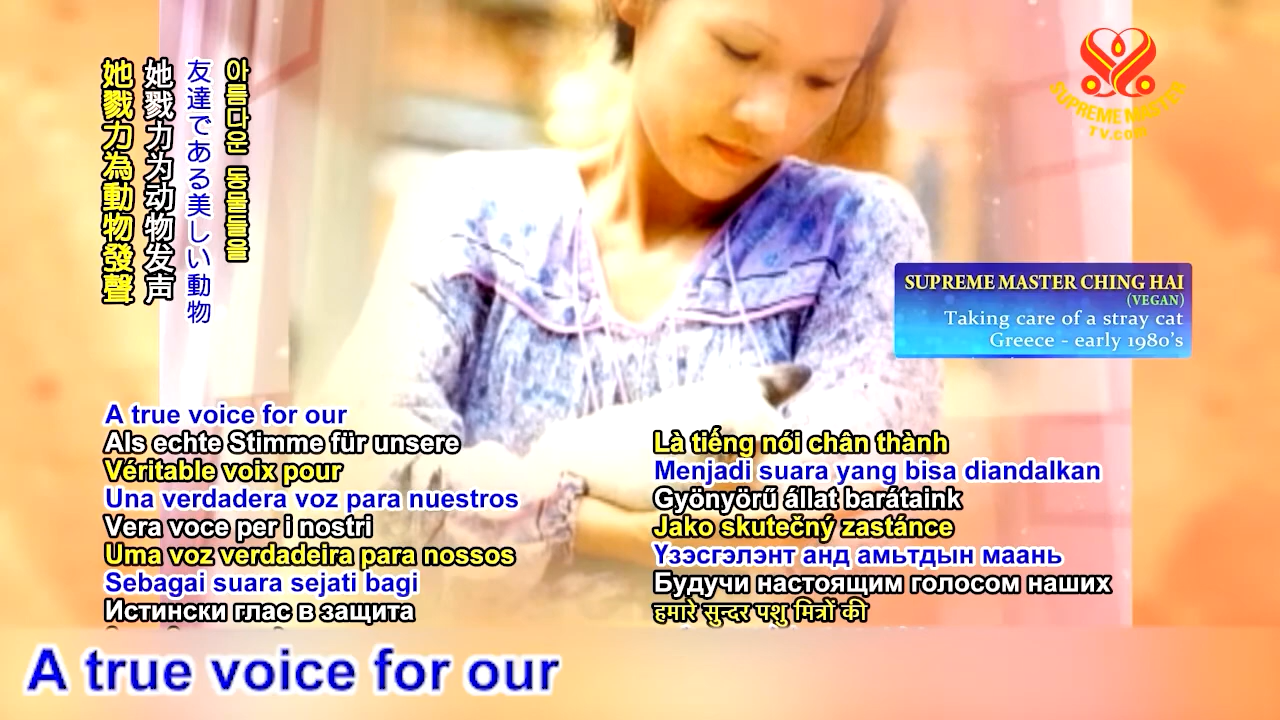 她戮力為動物發聲
她戮力为动物发声
友達である美しい動物
아름다운 동물들을
SUPREME MASTER
TV.COM
SUPREME MASTER CHING HAI
(VEGAN)
Taking care of a stray cat
Greece - early 1980's
A true voice for our
Als echte Stimme für unsere
Véritable voix pour
Una verdadera voz para nuestros
Vera voce per i nostri
Uma voz verdadeira para nossos
Sebagai suara sejati bagi
Истински глас в защита
Là tiếng nói chân thành
Menjadi suara yang bisa diandalkan
Gyönyörű állat barátaink
Jako skutečný zastánce
Үзэсгэлэнт анд амьтдын маань
Будучи настоящим голосом наших
हमारे सुन्दर पशु मित्रों की
A true voice for our